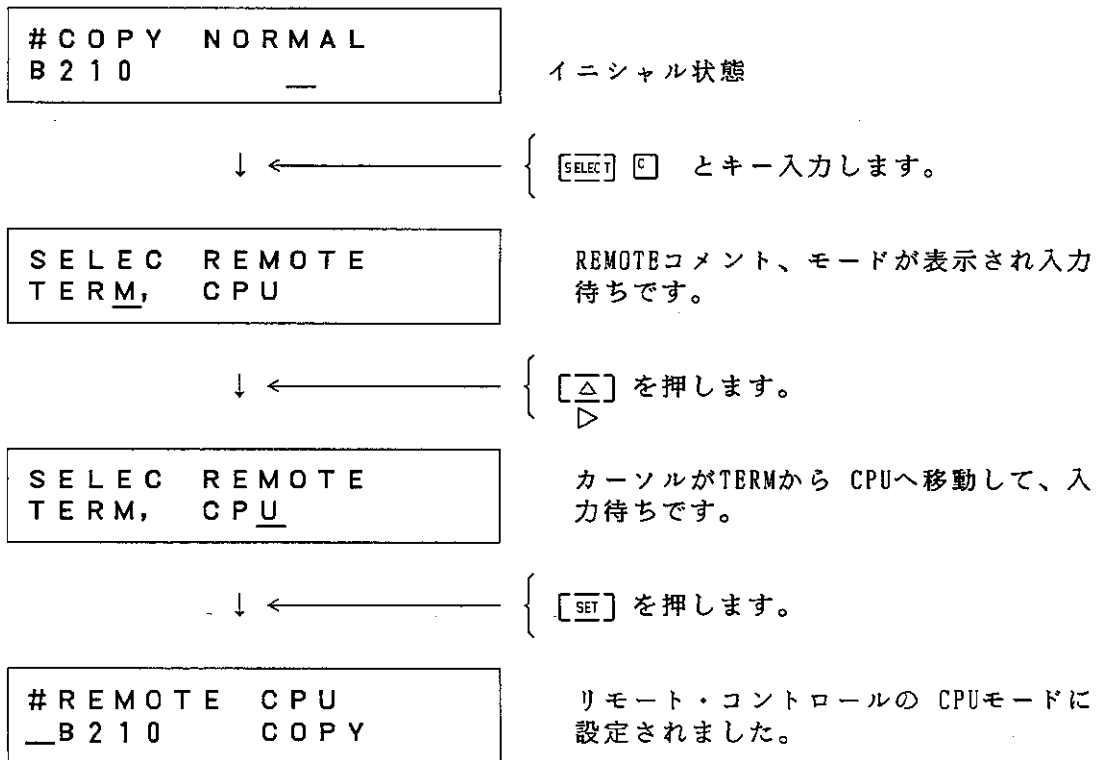 #COPY NORMAL
B210 _
イニシャル状態
↓ ← { [SELECT] [C] とキー入力します。
SELEC REMOTE
TERM, CPU
REMOTEコメント、モードが表示され入力
待ちです。
↓ ← { [△] を押します。
▷
SELEC REMOTE
TERM, CPU
カーソルがTERMから CPUへ移動して、入
力待ちです。
↓ ← { [SET] を押します。
#REMOTE CPU
_B210 COPY
リモート・コントロールの CPUモードに
設定されました。